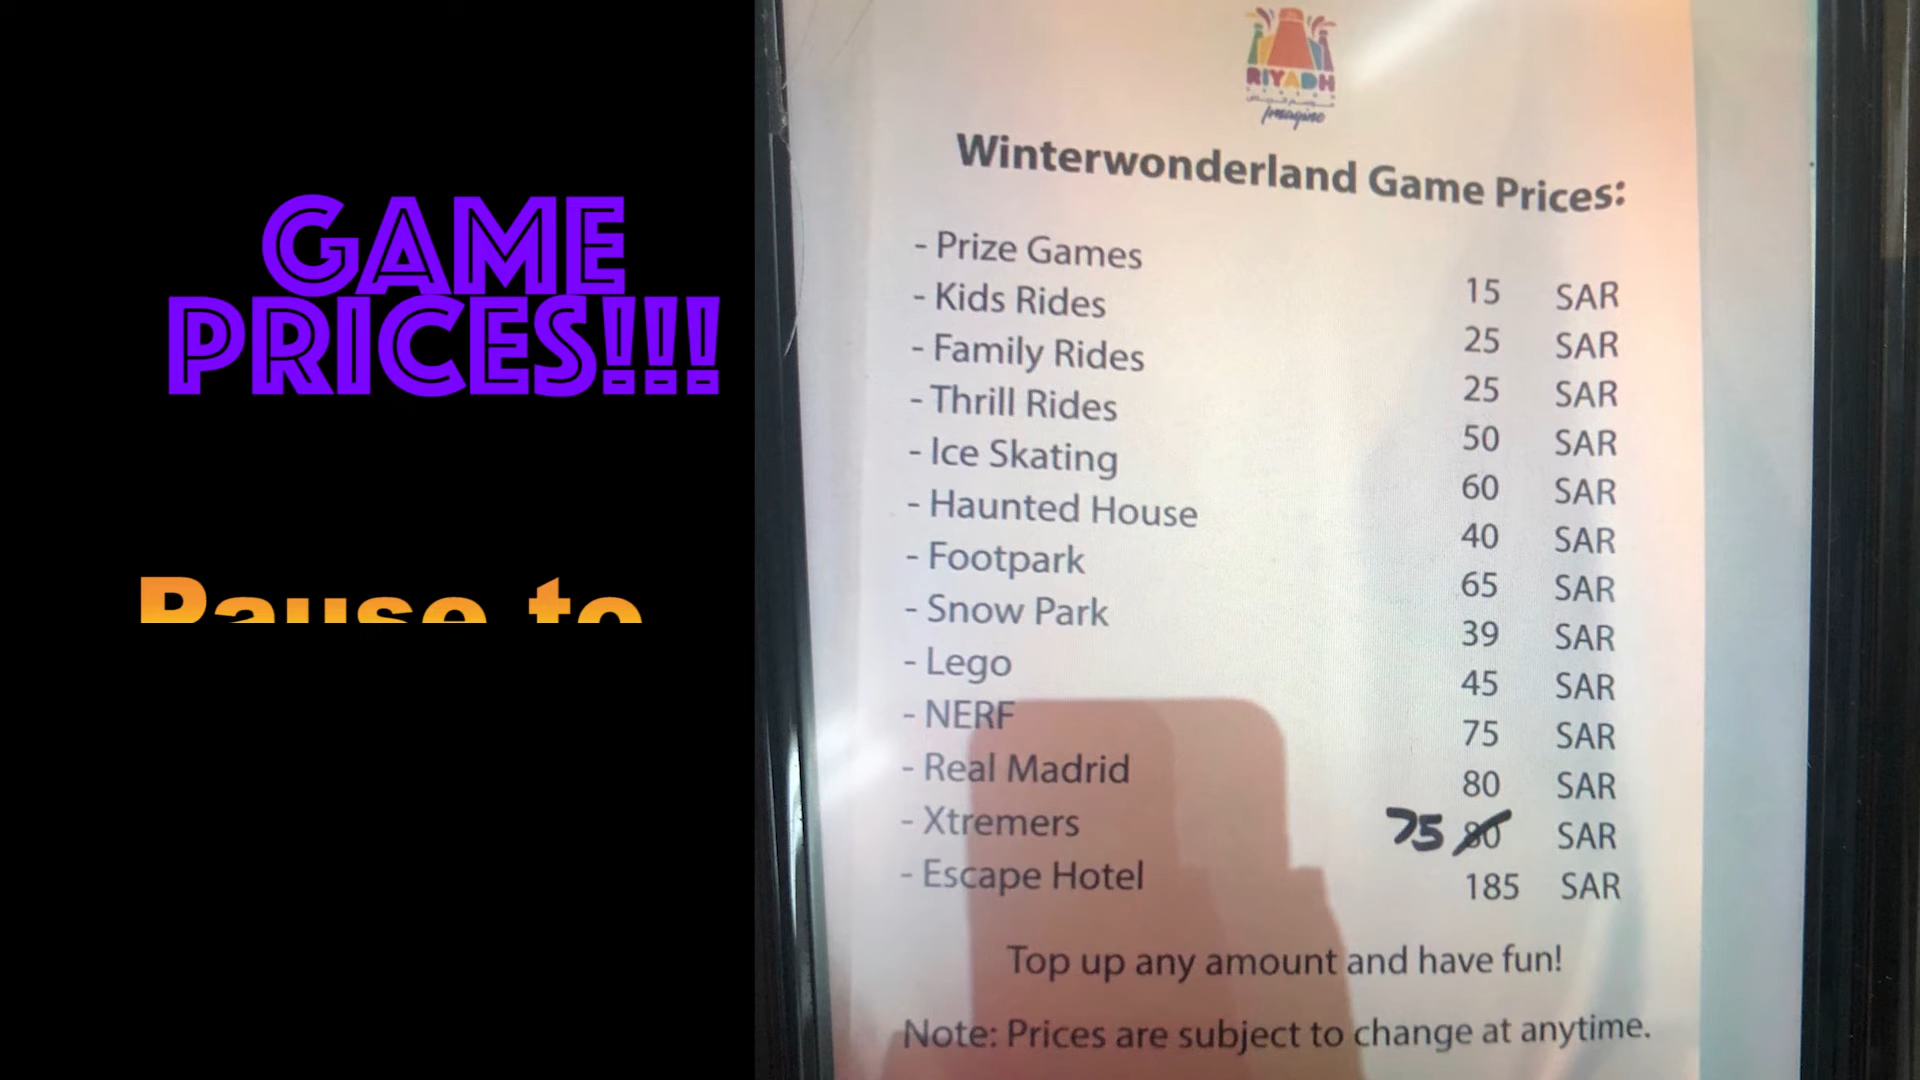 GAME
PRICES!!!
Pause to
RIYADH
Imagine
Winterwonderland Game Prices:
- Prize Games 15 SAR
- Kids Rides 25 SAR
- Family Rides 25 SAR
- Thrill Rides 50 SAR
- Ice Skating 60 SAR
- Haunted House 40 SAR
- Footpark 65 SAR
- Snow Park 39 SAR
- Lego 45 SAR
- NERF 75 SAR
- Real Madrid 80 SAR
- Xtremers 75 80 SAR
- Escape Hotel 185 SAR
Top up any amount and have fun!
Note: Prices are subject to change at anytime.